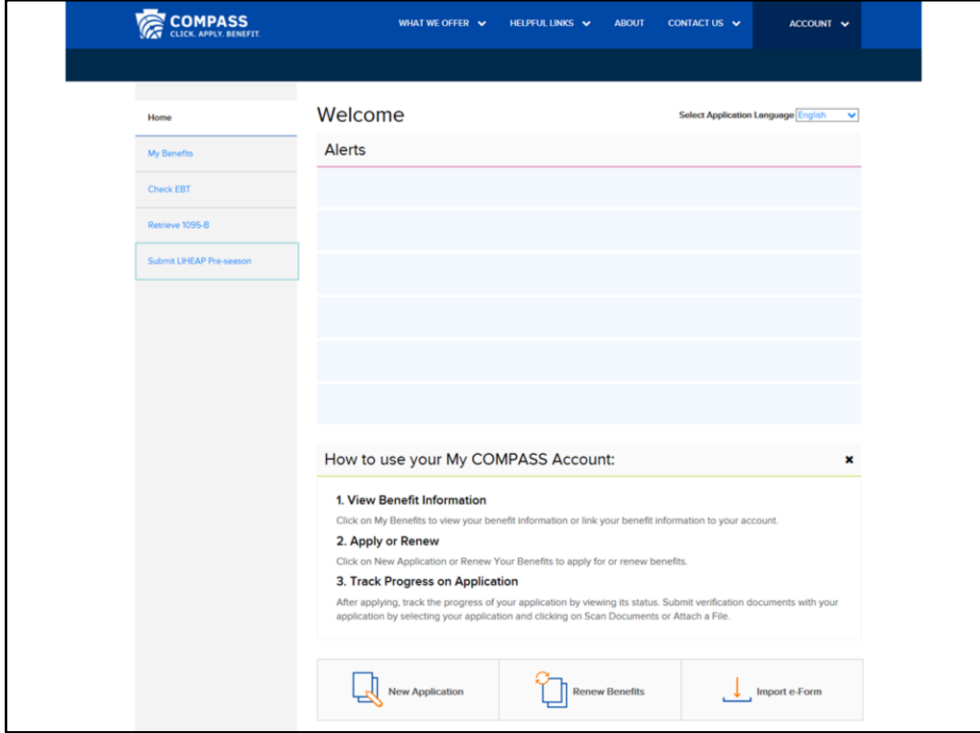 COMPASS
CLICK. APPLY. BENEFIT.
WHAT WE OFFER
HELPFUL LINKS
ABOUT
CONTACT US
ACCOUNT
Home
My Benefits
Check EBT
Retrieve 1095-B
Submit LIHEAP Pre-season
Welcome
Select Application Language English
Alerts
How to use your My COMPASS Account:
1. View Benefit Information
Click on My Benefits to view your benefit information or link your benefit information to your account.
2. Apply or Renew
Click on New Application or Renew Your Benefits to apply for or renew benefits.
3. Track Progress on Application
After applying, track the progress of your application by viewing its status. Submit verification documents with your
application by selecting your application and clicking on Scan Documents or Attach a File.
New Application
Renew Benefits
Import e-Form